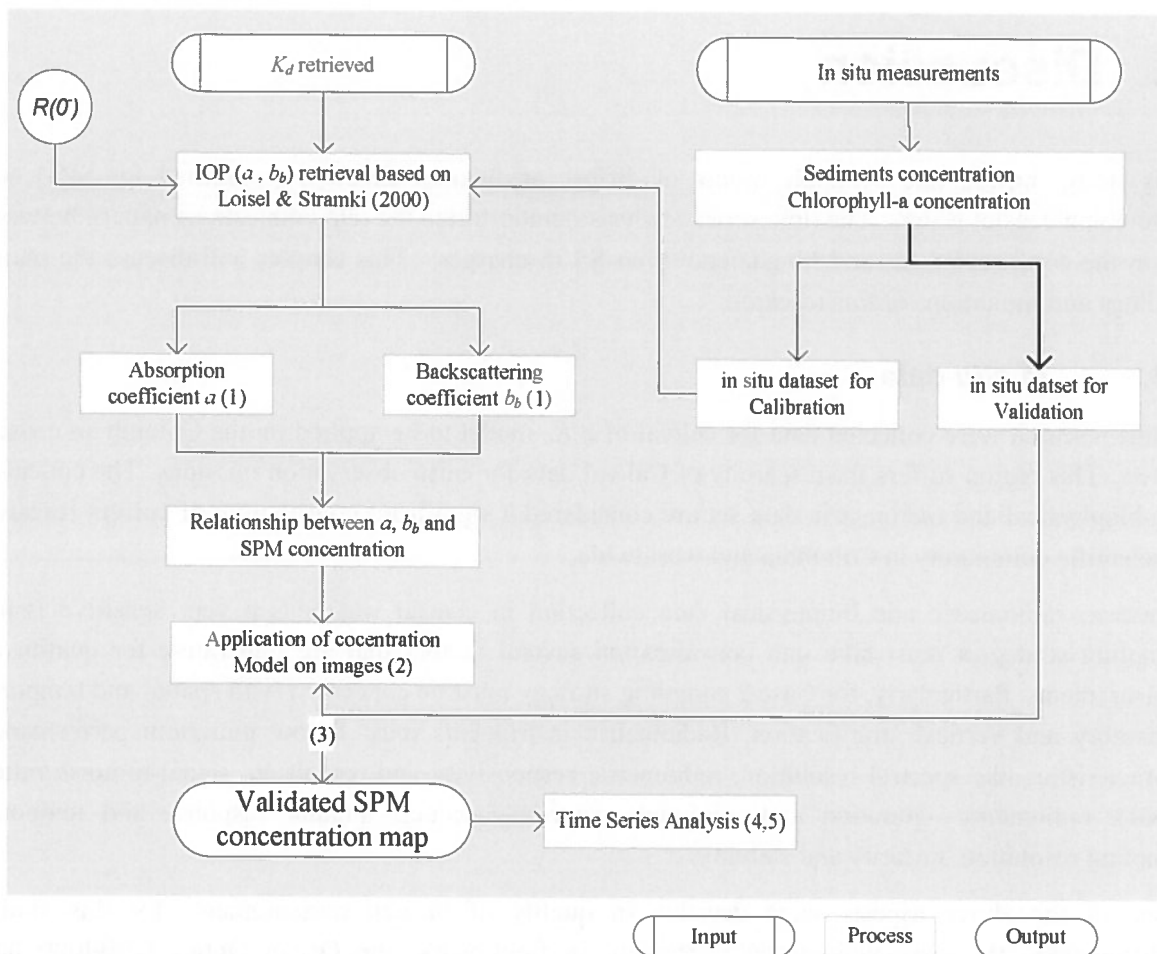 K_d retrieved
In situ measurements
R(0⁻)
IOP (a , b_b) retrieval based on
Loisel & Stramki (2000)
Sediments concentration
Chlorophyll-a concentration
Absorption
coefficient a (1)
Backscattering
coefficient b_b (1)
in situ dataset for
Calibration
in situ datset for
Validation
Relationship between a, b_b and
SPM concentration
Application of cocentration
Model on images (2)
(3)
Validated SPM
concentration map
Time Series Analysis (4,5)
Input
Process
Output